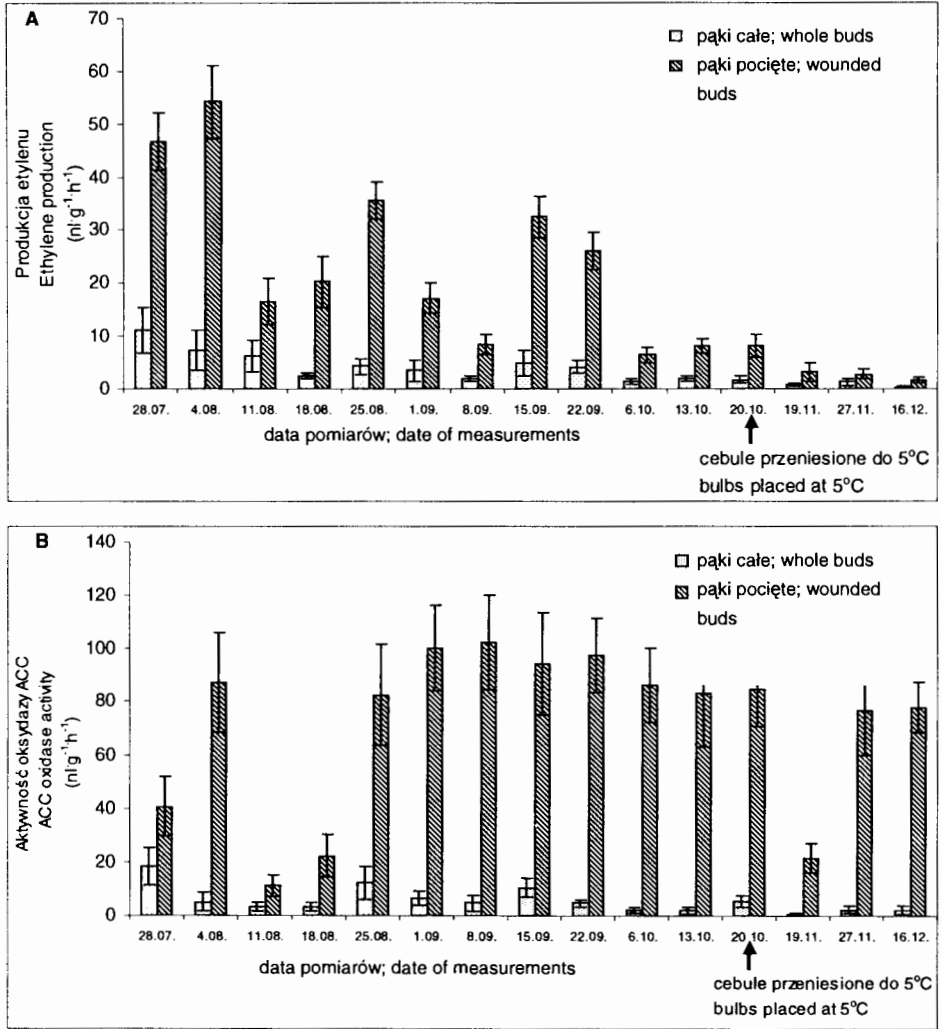 A
70
60
50
40
30
20
10
0
Produkcja etylenu
Ethylene production
(nl·g⁻¹·h⁻¹)
pąki całe; whole buds
pąki pocięte; wounded
buds
28.07. 4.08. 11.08. 18.08. 25.08. 1.09. 8.09. 15.09. 22.09. 6.10. 13.10. 20.10. 19.11. 27.11. 16.12.
data pomiarów; date of measurements
cebule przeniesione do 5°C
bulbs placed at 5°C
B
140
120
100
80
60
40
20
0
Aktywność oksydazy ACC
ACC oxidase activity
(nl·g⁻¹·h⁻¹)
pąki całe; whole buds
pąki pocięte; wounded
buds
28.07. 4.08. 11.08. 18.08. 25.08. 1.09. 8.09. 15.09. 22.09. 6.10. 13.10. 20.10. 19.11. 27.11. 16.12.
data pomiarów; date of measurements
cebule przeniesione do 5°C
bulbs placed at 5°C